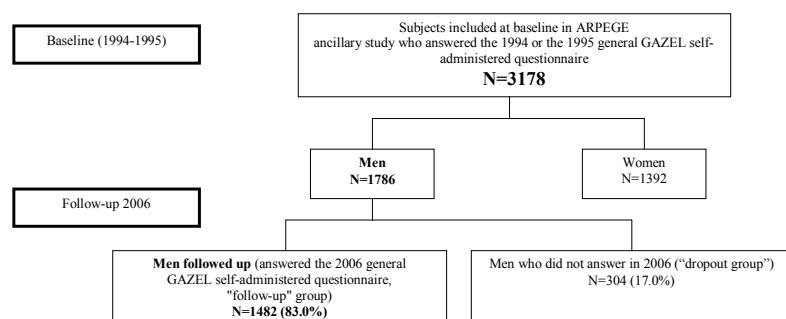 Baseline (1994-1995)
Subjects included at baseline in ARPEGE
ancillary study who answered the 1994 or the 1995 general GAZEL self-
administered questionnaire
N=3178
Men
N=1786
Women
N=1392
Follow-up 2006
Men followed up (answered the 2006 general
GAZEL self-administered questionnaire,
"follow-up" group)
N=1482 (83.0%)
Men who did not answer in 2006 (“dropout group”)
N=304 (17.0%)